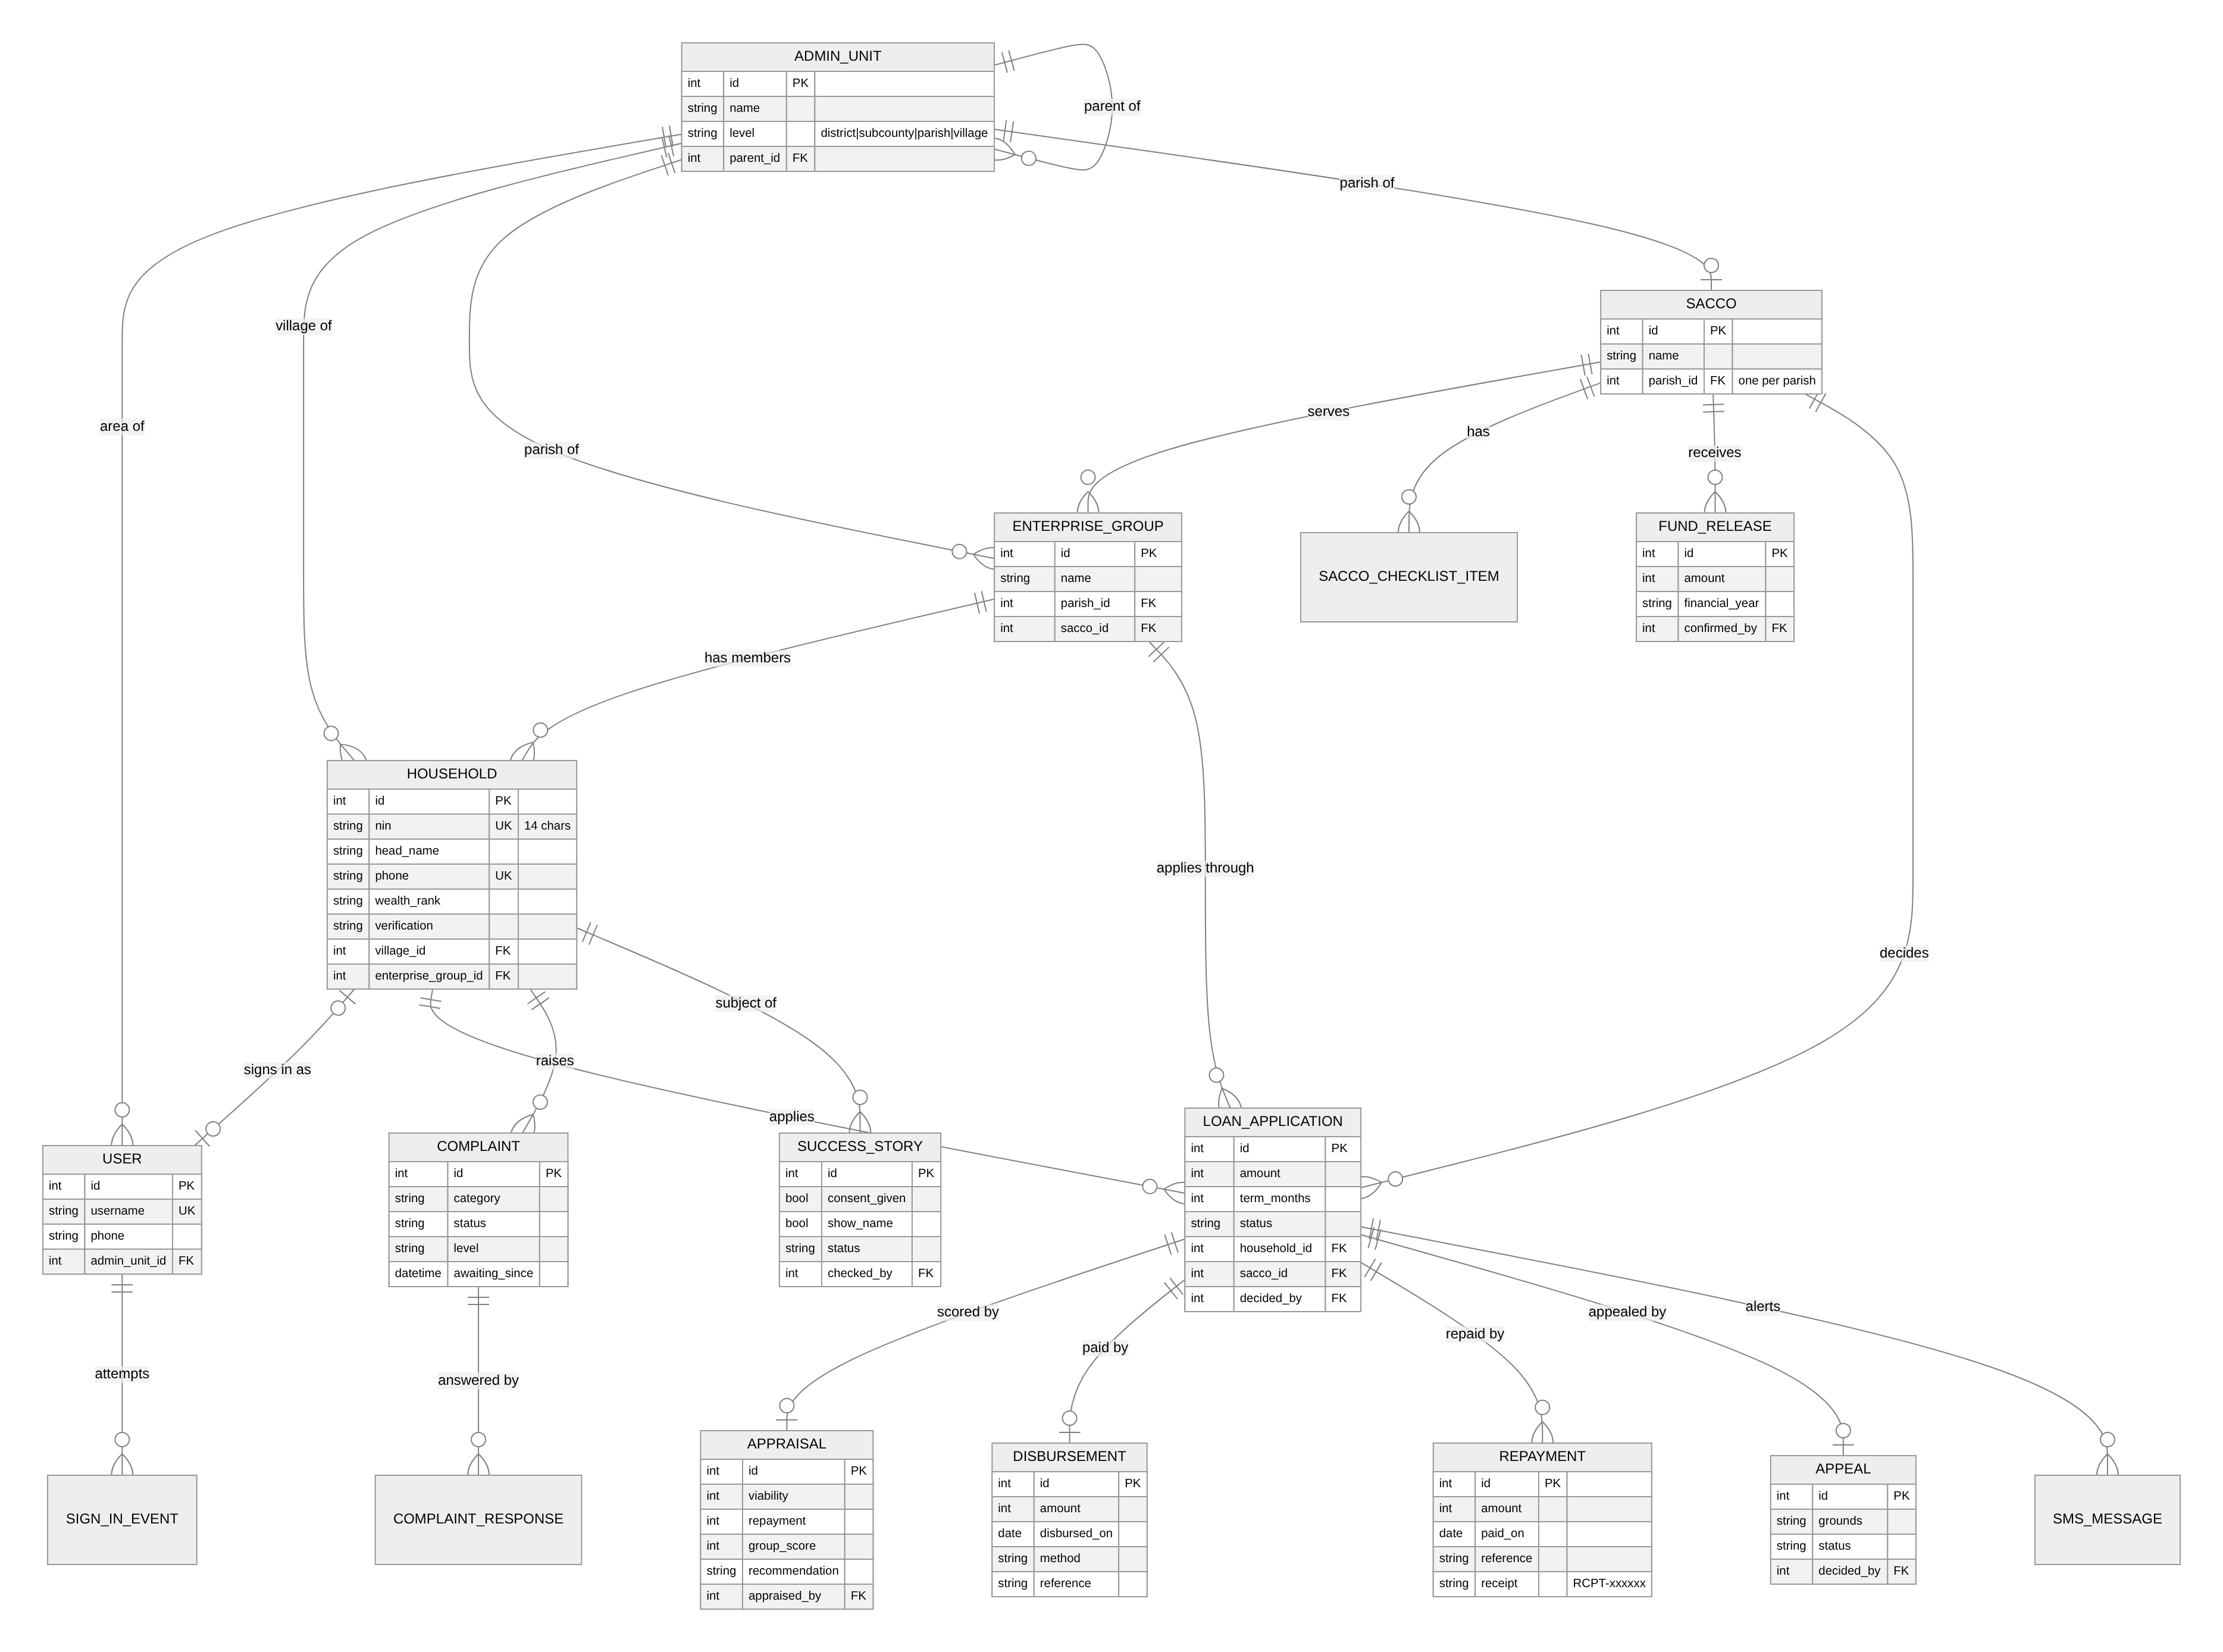 ADMIN_UNIT
int id PK
string name
string level district|subcounty|parish|village
int parent_id FK
parent of
parish of
SACCO
int id PK
string name
int parish_id FK one per parish
village of
area of
parish of
serves
has
receives
ENTERPRISE_GROUP
int id PK
string name
int parish_id FK
int sacco_id FK
SACCO_CHECKLIST_ITEM
FUND_RELEASE
int id PK
int amount
string financial_year
int confirmed_by FK
has members
HOUSEHOLD
int id PK
string nin UK 14 chars
string head_name
string phone UK
string wealth_rank
string verification
int village_id FK
int enterprise_group_id FK
applies through
decides
subject of
signs in as
raises
applies
USER
int id PK
string username UK
string phone
int admin_unit_id FK
COMPLAINT
int id PK
string category
string status
string level
datetime awaiting_since
SUCCESS_STORY
int id PK
bool consent_given
bool show_name
string status
int checked_by FK
LOAN_APPLICATION
int id PK
int amount
int term_months
string status
int household_id FK
int sacco_id FK
int decided_by FK
scored by
paid by
repaid by
appealed by
alerts
attempts
answered by
SIGN_IN_EVENT
COMPLAINT_RESPONSE
APPRAISAL
int id PK
int viability
int repayment
int group_score
string recommendation
int appraised_by FK
DISBURSEMENT
int id PK
int amount
date disbursed_on
string method
string reference
REPAYMENT
int id PK
int amount
date paid_on
string reference
string receipt RCPT-xxxxxx
APPEAL
int id PK
string grounds
string status
int decided_by FK
SMS_MESSAGE